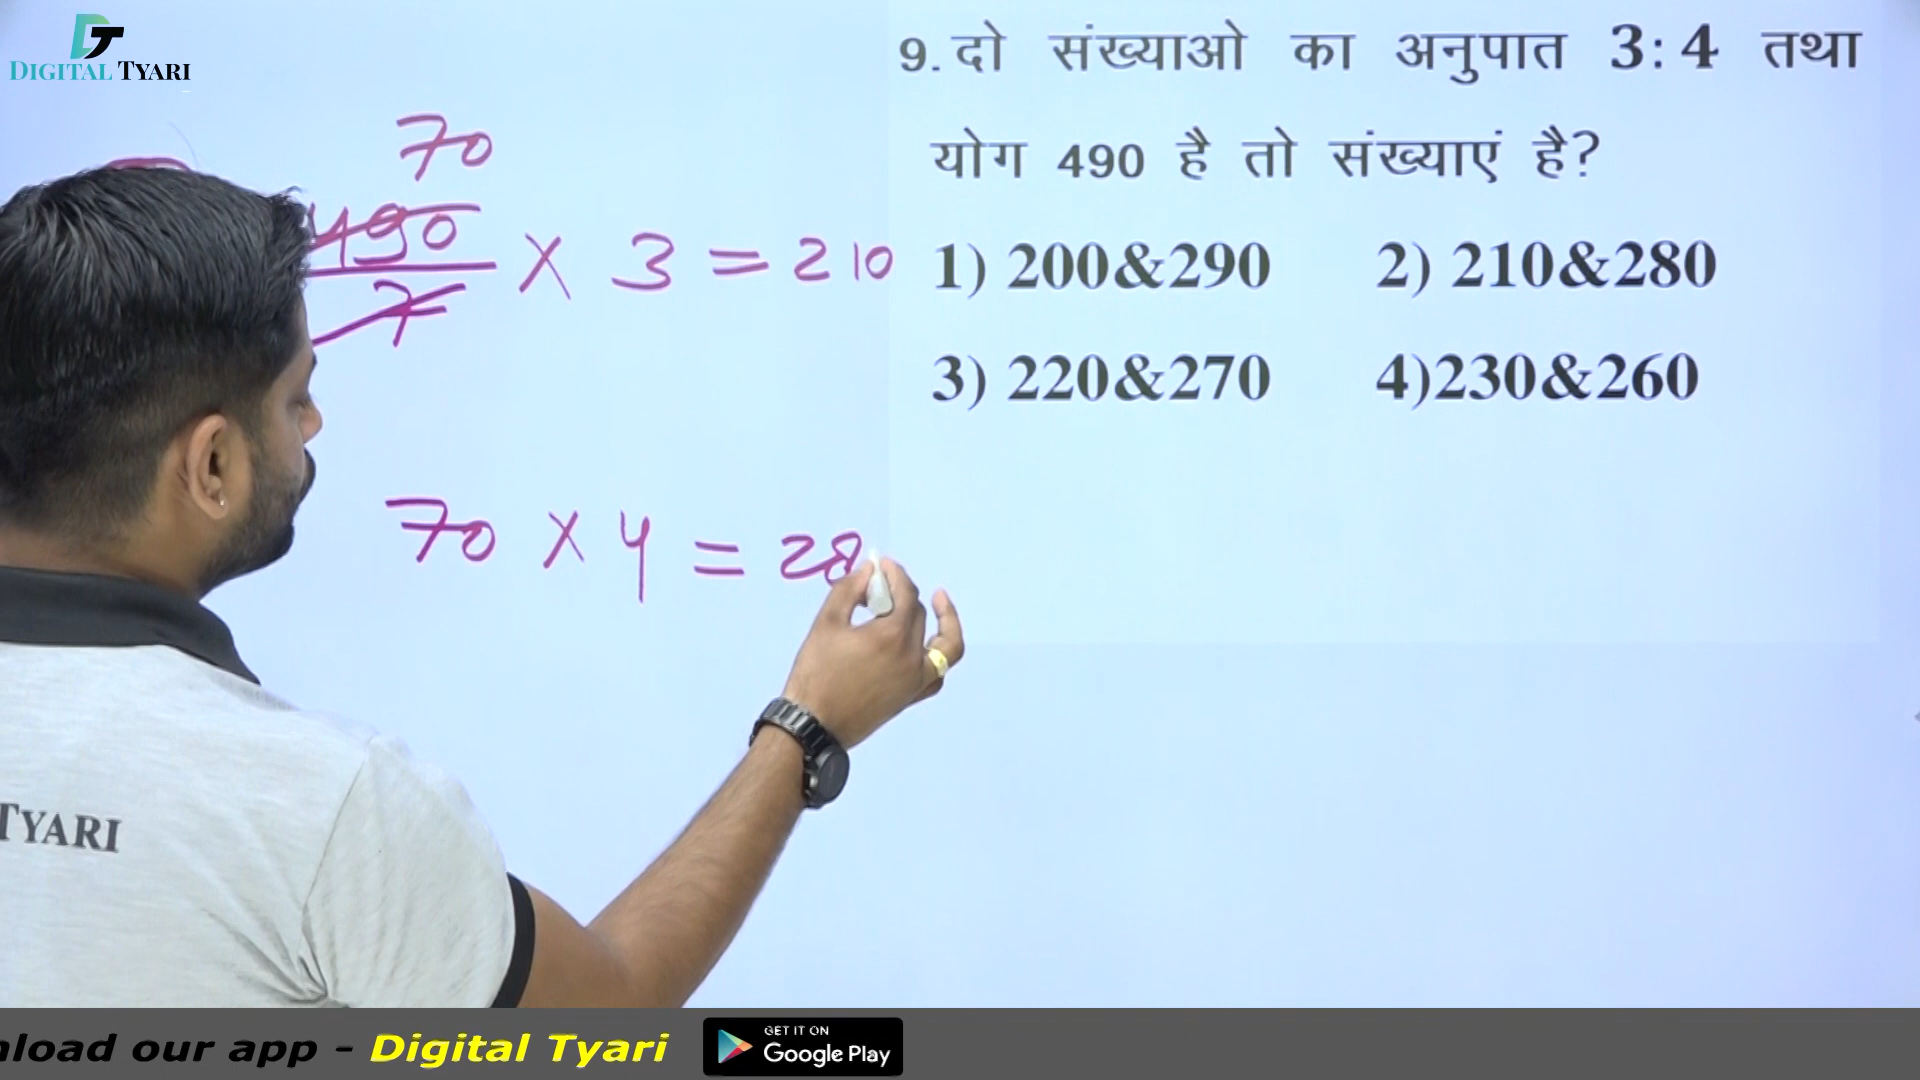 DT
DIGITAL TYARI
9. दो संख्याओ का अनुपात 3:4 तथा
योग 490 है तो संख्याएं है?
1) 200&290 2) 210&280
3) 220&270 4)230&260
70
490
7
× 3 = 210
70 × 4 = 28
TYARI
nload our app - Digital Tyari
GET IT ON
Google Play